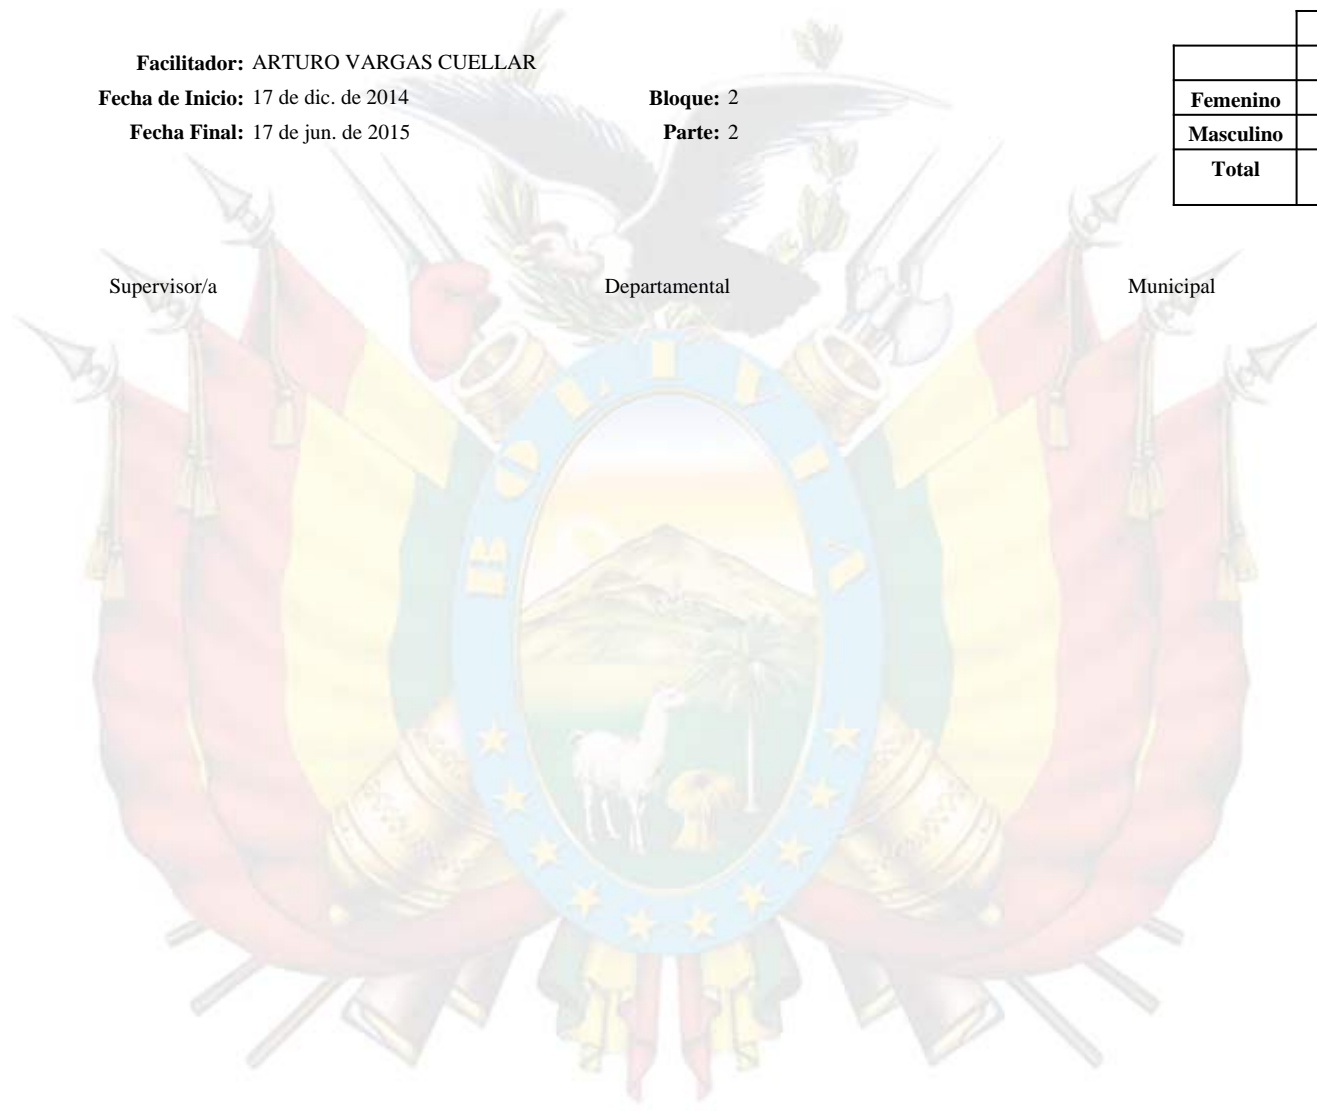 Facilitador: ARTURO VARGAS CUELLAR
Fecha de Inicio: 17 de dic. de 2014 Bloque: 2
Fecha Final: 17 de jun. de 2015 Parte: 2
Femenino
Masculino
Total
Supervisor/a Departamental Municipal
BOLIVIA